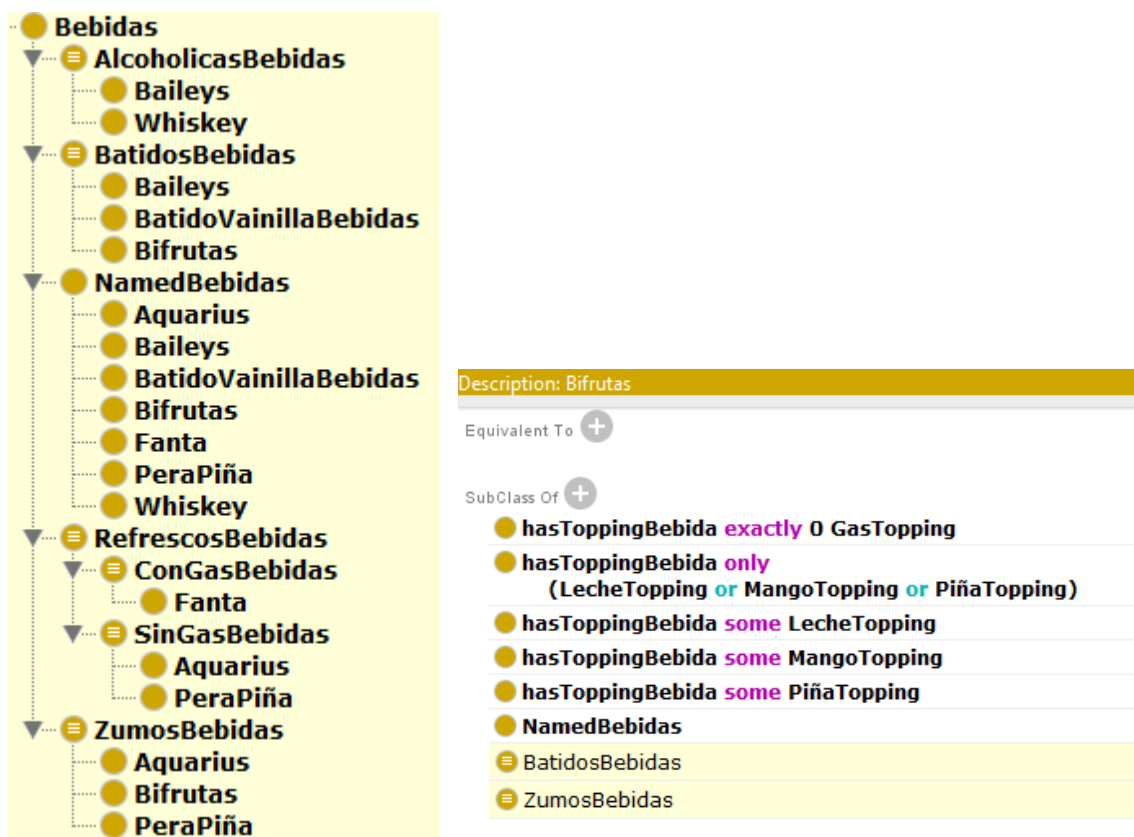 Bebidas
AlcoholicasBebidas
Baileys
Whiskey
BatidosBebidas
Baileys
BatidoVainillaBebidas
Bifrutas
NamedBebidas
Aquarius
Baileys
BatidoVainillaBebidas
Bifrutas
Fanta
PeraPiña
Whiskey
RefrescosBebidas
ConGasBebidas
Fanta
SinGasBebidas
Aquarius
PeraPiña
ZumosBebidas
Aquarius
Bifrutas
PeraPiña
Description: Bifrutas
Equivalent To
SubClass Of
hasToppingBebida exactly 0 GasTopping
hasToppingBebida only
(LecheTopping or MangoTopping or PiñaTopping)
hasToppingBebida some LecheTopping
hasToppingBebida some MangoTopping
hasToppingBebida some PiñaTopping
NamedBebidas
BatidosBebidas
ZumosBebidas